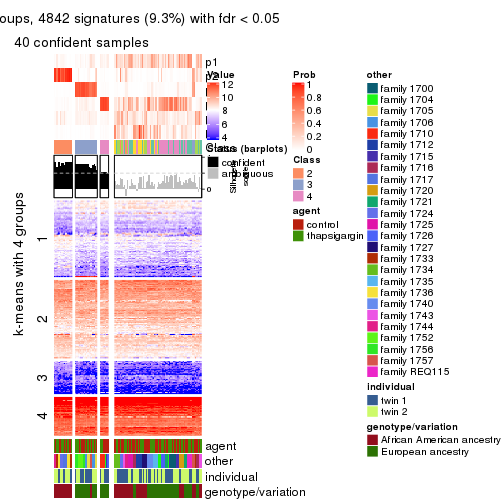 oups, 4842 signatures (9.3%) with fdr < 0.05
40 confident samples
p1
p2
Value
12
10
8
6
4
Prob
1
0.8
0.6
0.4
0.2
0
Status (barplots)
confident
ambiguous
Class
2
3
4
agent
control
thapsigargin
Silhouette
score
0
k-means with 4 groups
1
2
3
4
agent
other
individual
genotype/variation
other
family 1700
family 1704
family 1705
family 1706
family 1710
family 1712
family 1715
family 1716
family 1717
family 1720
family 1721
family 1724
family 1725
family 1726
family 1727
family 1733
family 1734
family 1735
family 1736
family 1740
family 1743
family 1744
family 1752
family 1756
family 1757
family REQ115
individual
twin 1
twin 2
genotype/variation
African American ancestry
European ancestry